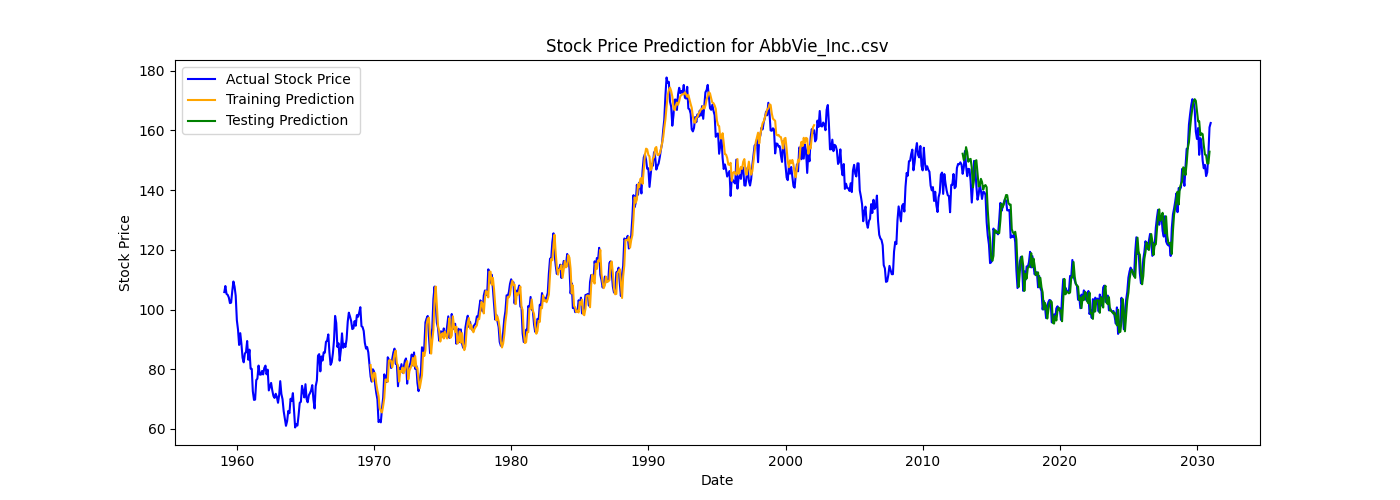 Stock Price Prediction for AbbVie_Inc..csv
Actual Stock Price
Training Prediction
Testing Prediction
Stock Price
180
160
140
120
100
80
60
1960 1970 1980 1990 2000 2010 2020 2030
Date